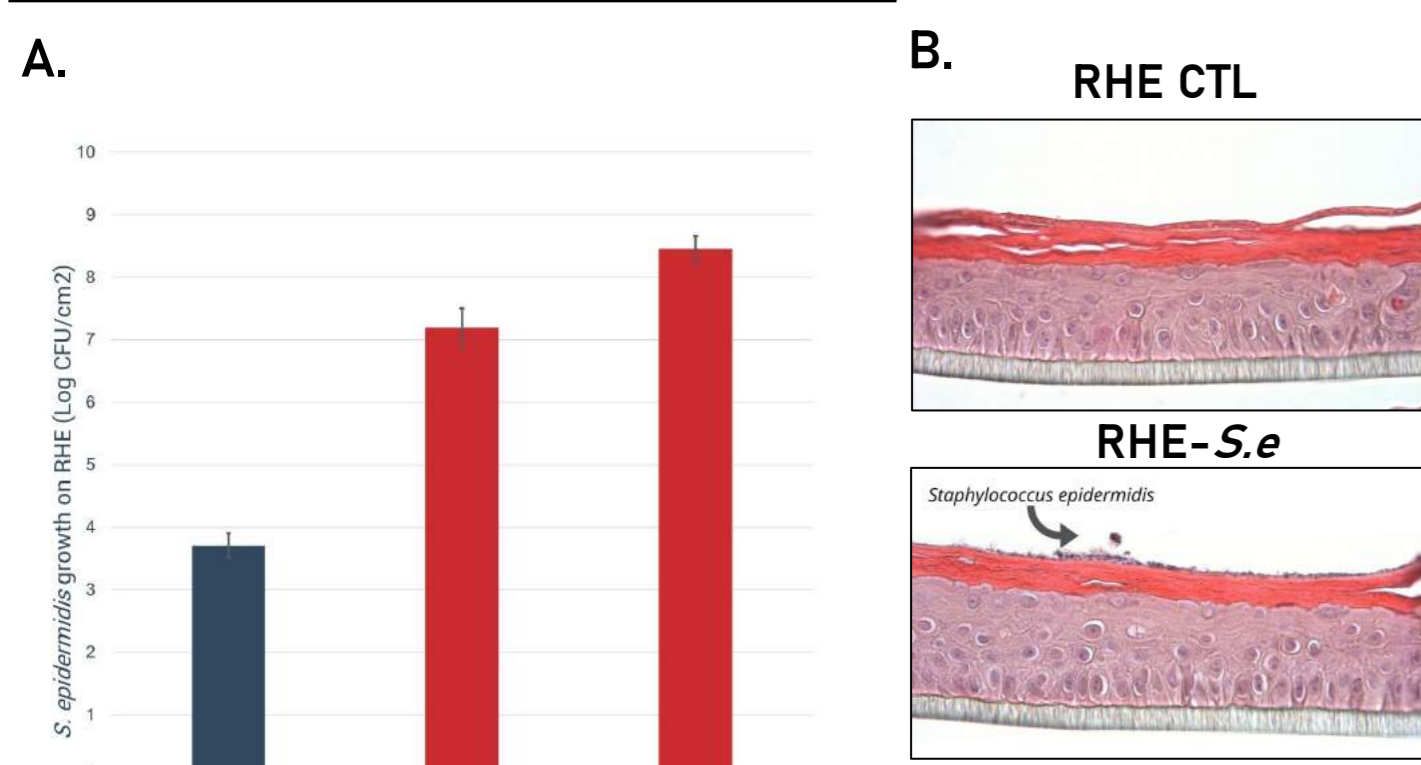 A.
10
9
8
7
6
5
4
3
2
1
S. epidermidis growth on RHE (Log CFU/cm2)
B.
RHE CTL
RHE-S.e
Staphylococcus epidermidis